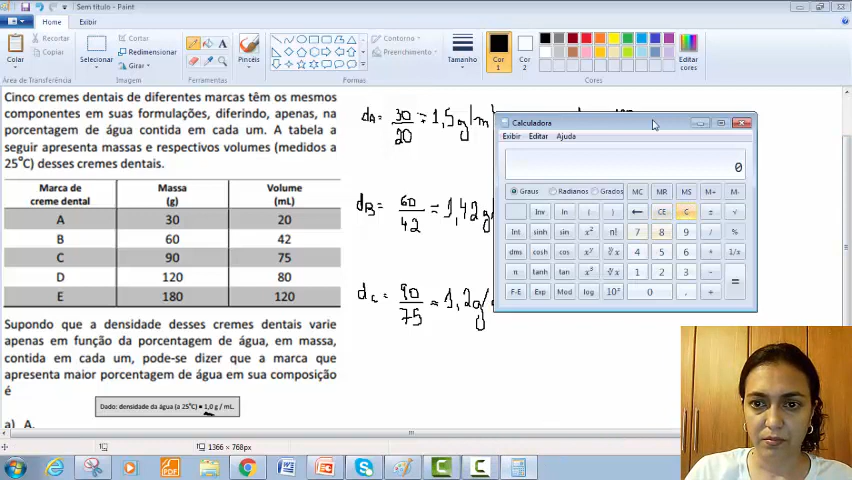 Sem título - Paint
Home Exibir
Colar
Recortar
Copiar
Área de Transferência
Selecionar
Cortar
Redimensionar
Girar
Imagem
Ferramentas
Pincéis
Contorno
Preenchimento
Formas
Tamanho
Cor 1
Cor 2
Cores
Editar cores
Cinco cremes dentais de diferentes marcas têm os mesmos
componentes em suas formulações, diferindo, apenas, na
porcentagem de água contida em cada um. A tabela a
seguir apresenta massas e respectivos volumes (medidos a
25°C) desses cremes dentais.
Marca de creme dental Massa (g) Volume (mL)
A 30 20
B 60 42
C 90 75
D 120 80
E 180 120
Supondo que a densidade desses cremes dentais varie
apenas em função da porcentagem de água, em massa,
contida em cada um, pode-se dizer que a marca que
apresenta maior porcentagem de água em sua composição
é
Dado: densidade da água (a 25°C) = 1,0 g / mL.
a) A.
dA= 30/20 = 1,5g/m
dB= 60/42 = 1,42g/
dC= 90/75 = 1,2g/
Calculadora
Exibir Editar Ajuda
0
Graus Radianos Grados MC MR MS M+ M-
Inv ln ( ) ← CE C ± √
Int sinh sin x² n! 7 8 9 / %
dms cosh cos xʸ ʸ√x 4 5 6 * 1/x
π tanh tan x³ ³√x 1 2 3 - =
F-E Exp Mod log 10ˣ 0 , +
1366 × 768px
PDF